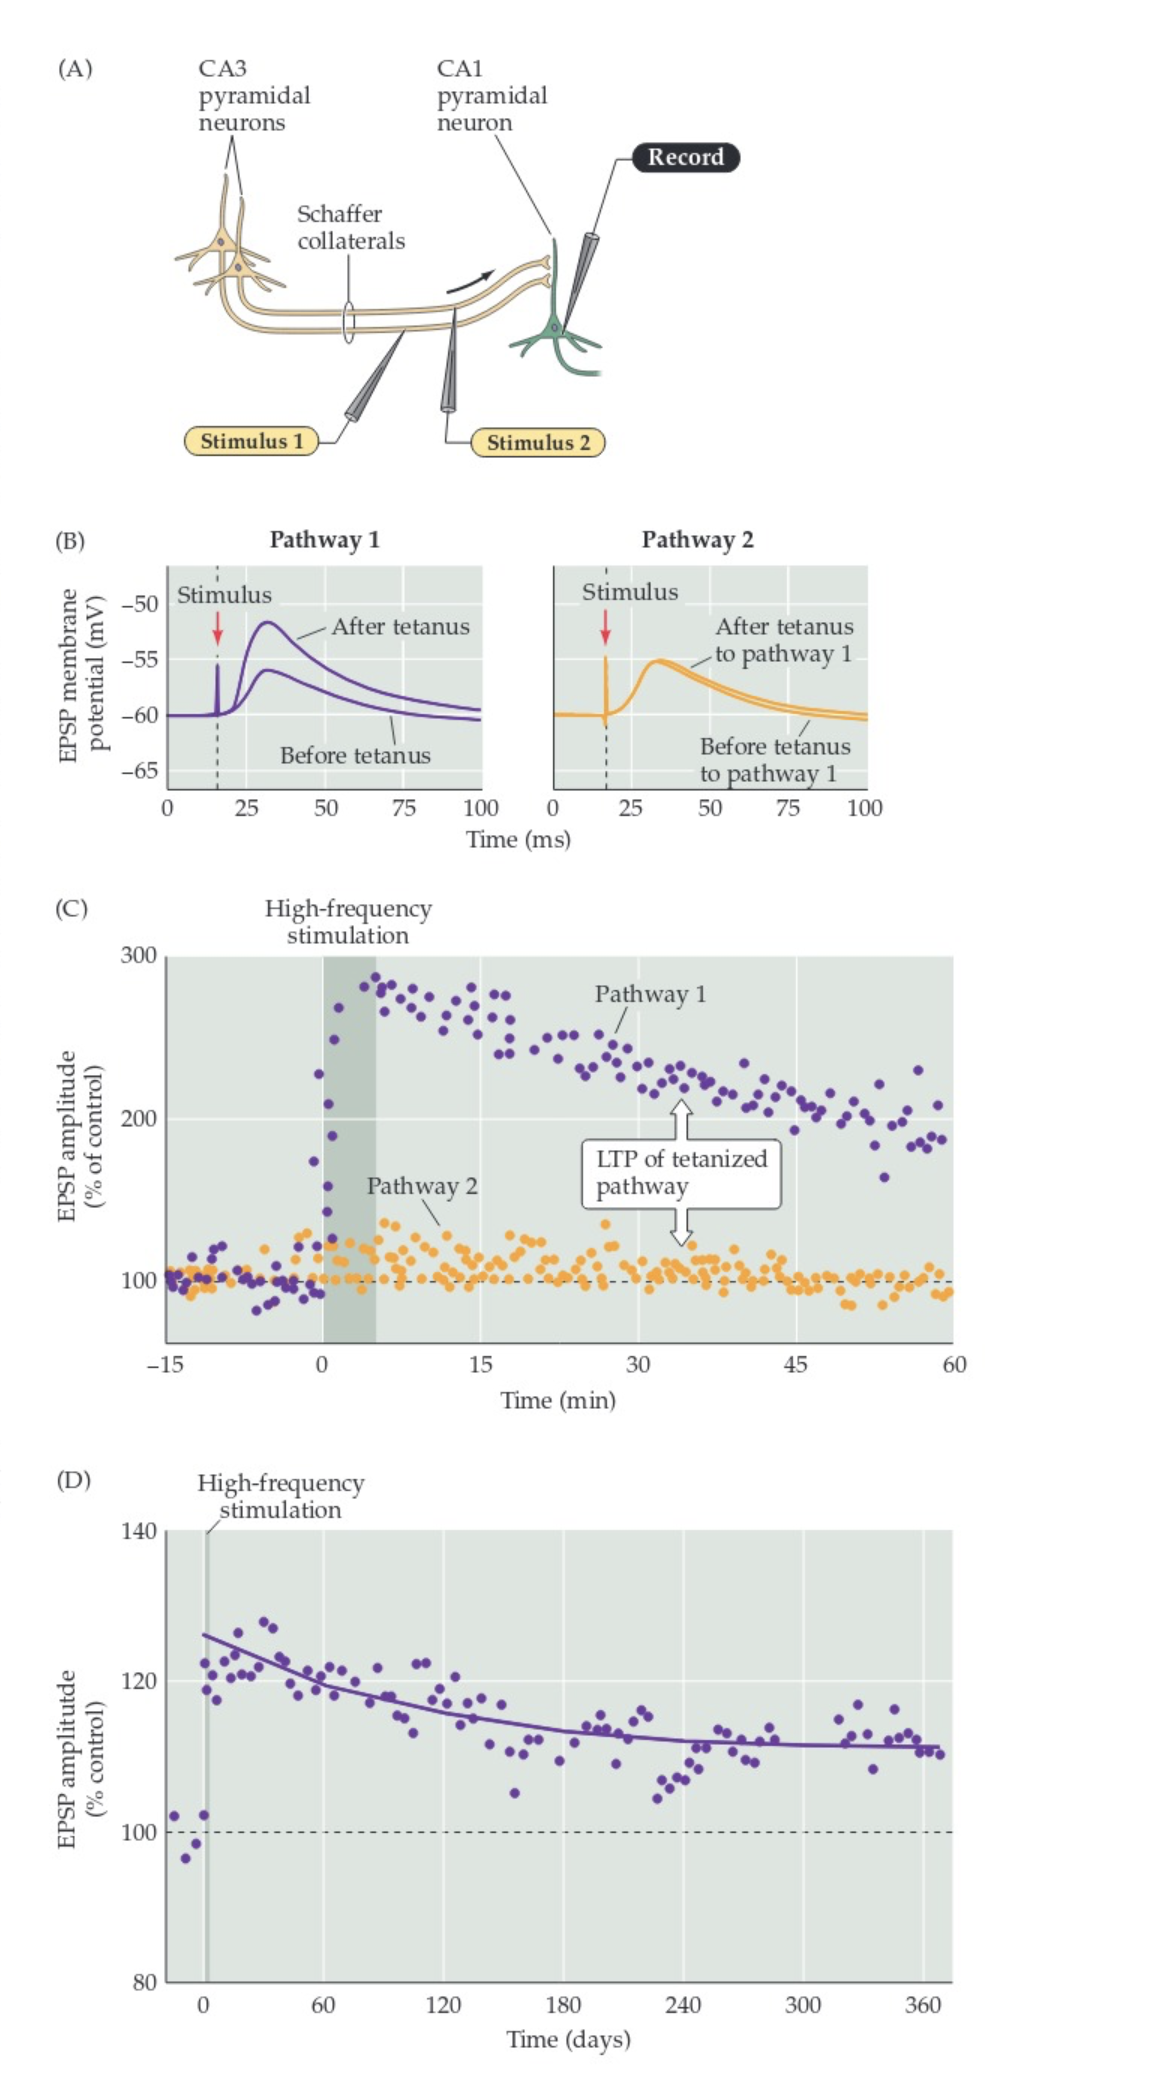 (A)
CA3
pyramidal
neurons
CA1
pyramidal
neuron
Record
Schaffer
collaterals
Stimulus 1
Stimulus 2
(B)
Pathway 1
Pathway 2
EPSP membrane
potential (mV)
−50
−55
−60
−65
Stimulus
After tetanus
Before tetanus
Stimulus
After tetanus
to pathway 1
Before tetanus
to pathway 1
0 25 50 75 100
0 25 50 75 100
Time (ms)
(C)
High-frequency
stimulation
EPSP amplitude
(% of control)
300
200
100
Pathway 1
LTP of tetanized
pathway
Pathway 2
−15 0 15 30 45 60
Time (min)
(D)
High-frequency
stimulation
EPSP amplitutde
(% control)
140
120
100
80
0 60 120 180 240 300 360
Time (days)